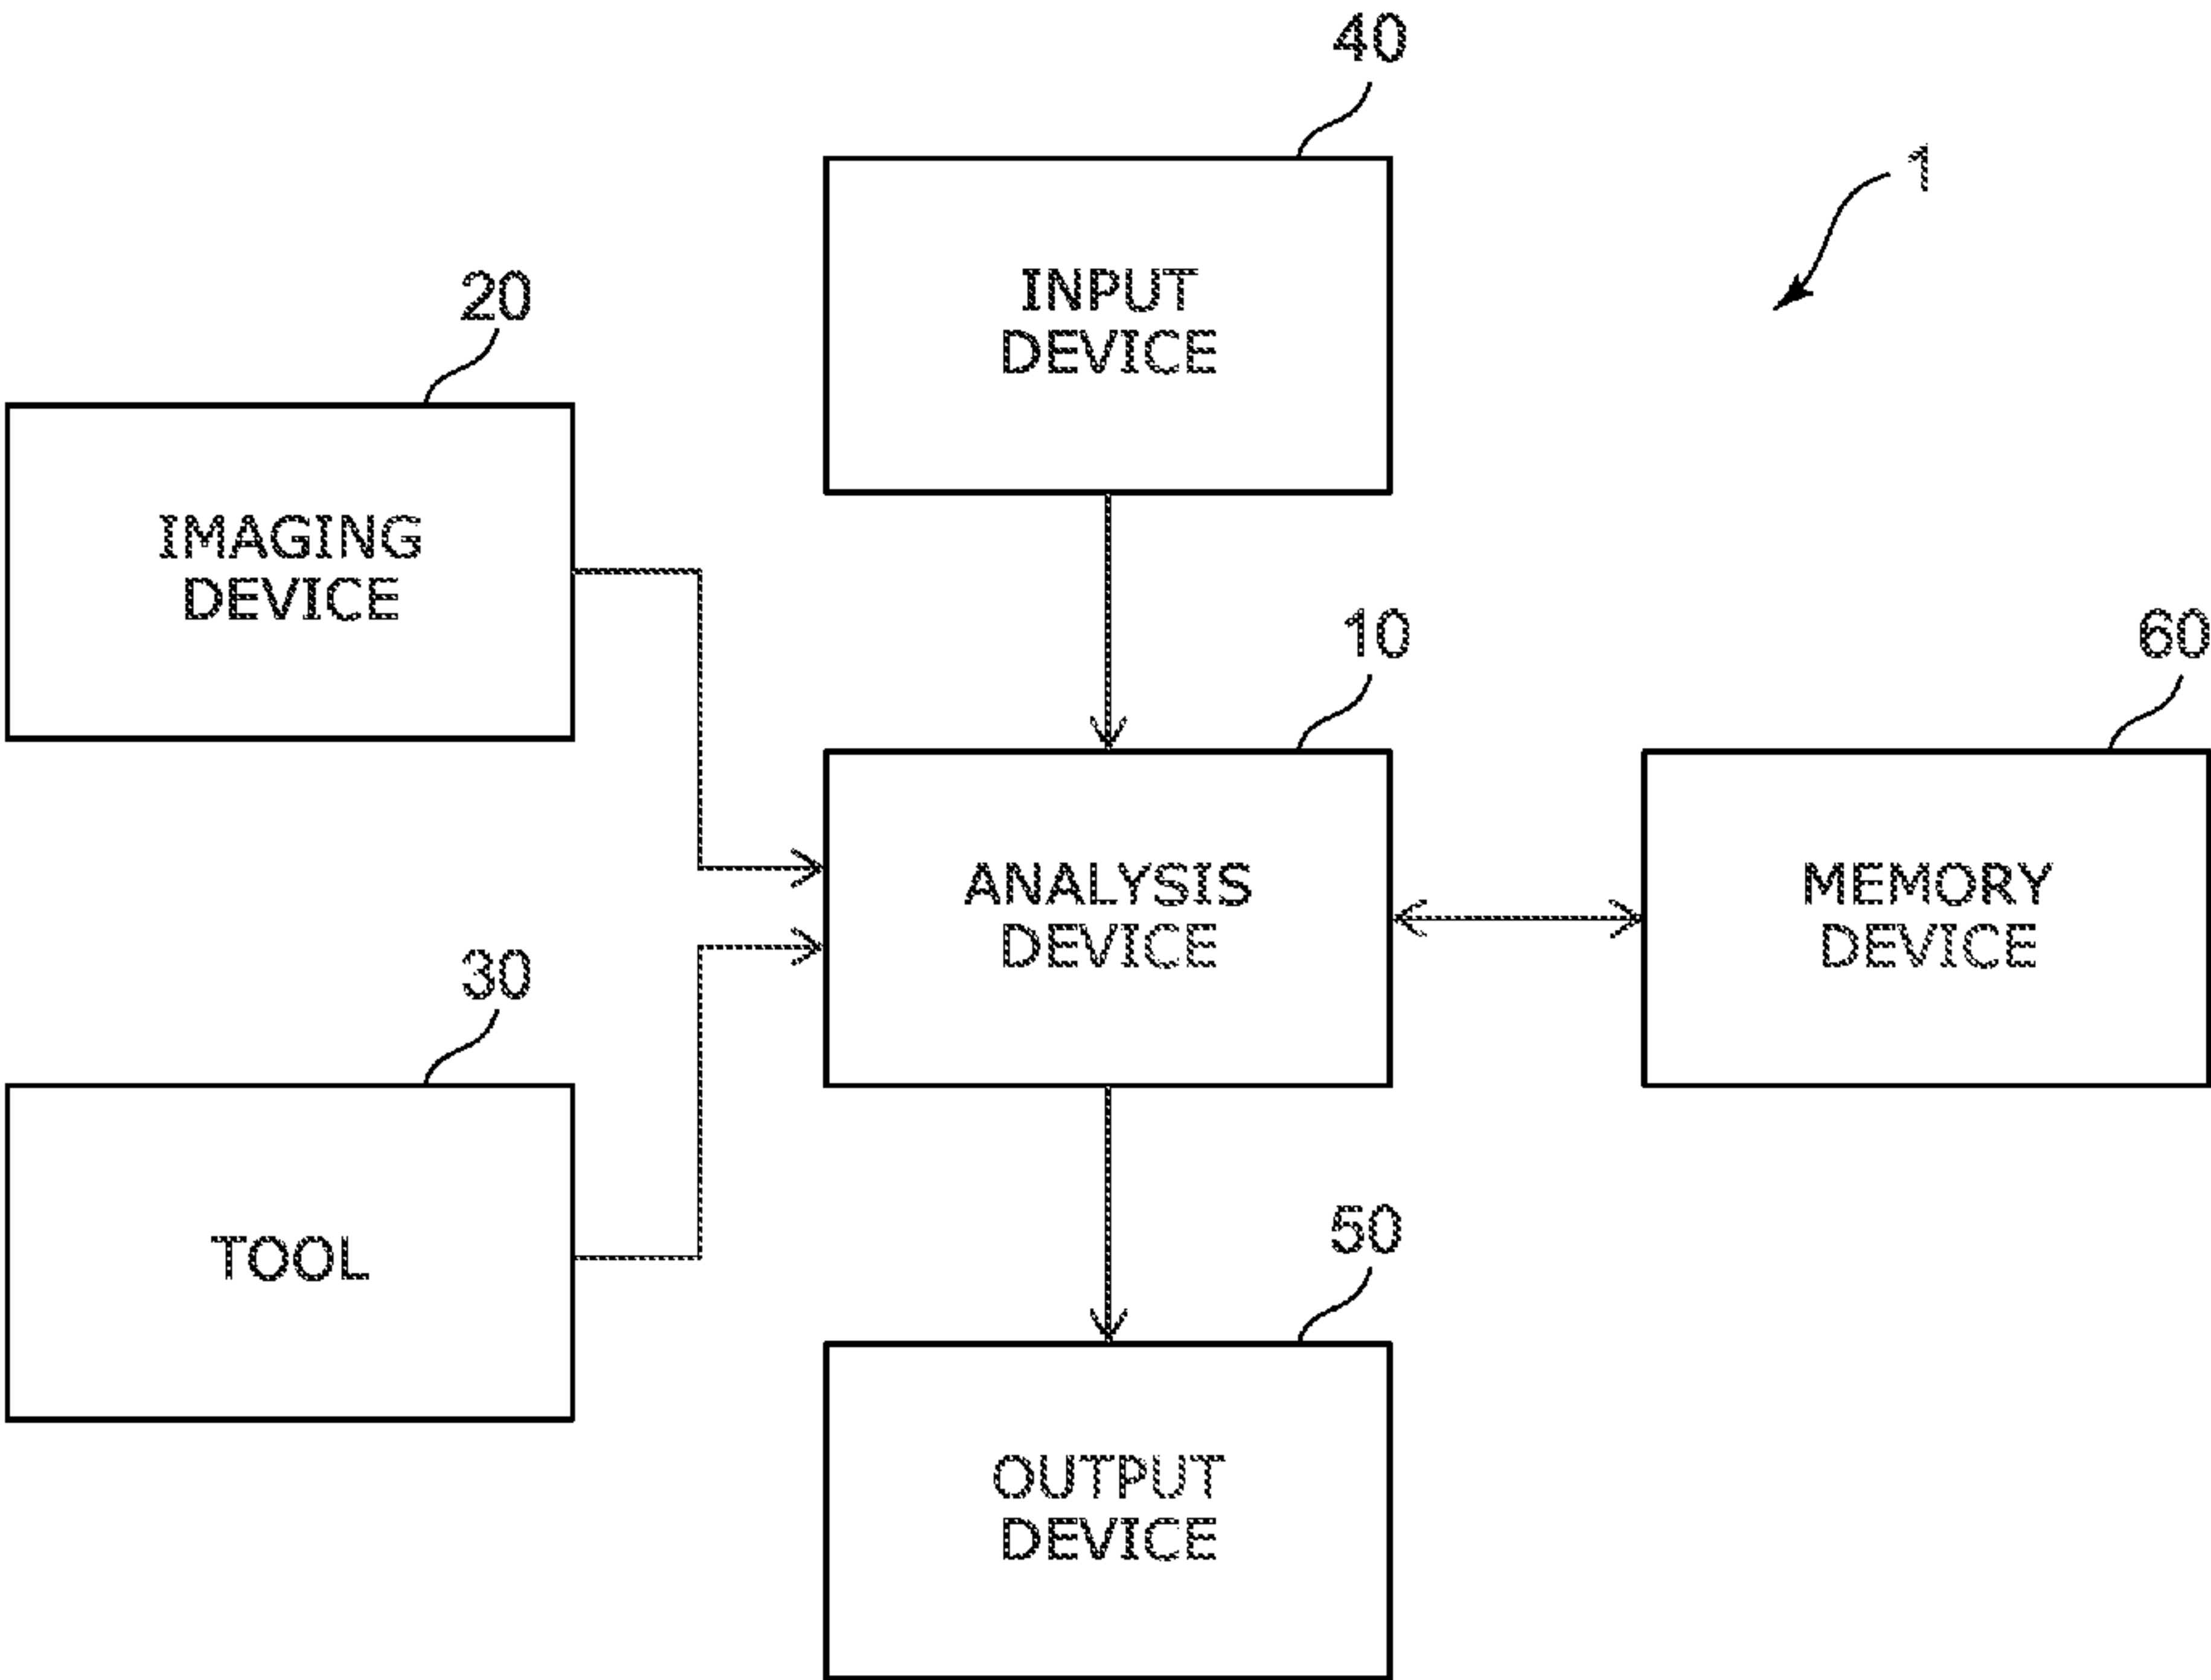 40
1
INPUT
DEVICE
20
IMAGING
DEVICE
10
60
ANALYSIS
DEVICE
MEMORY
DEVICE
30
TOOL
50
OUTPUT
DEVICE